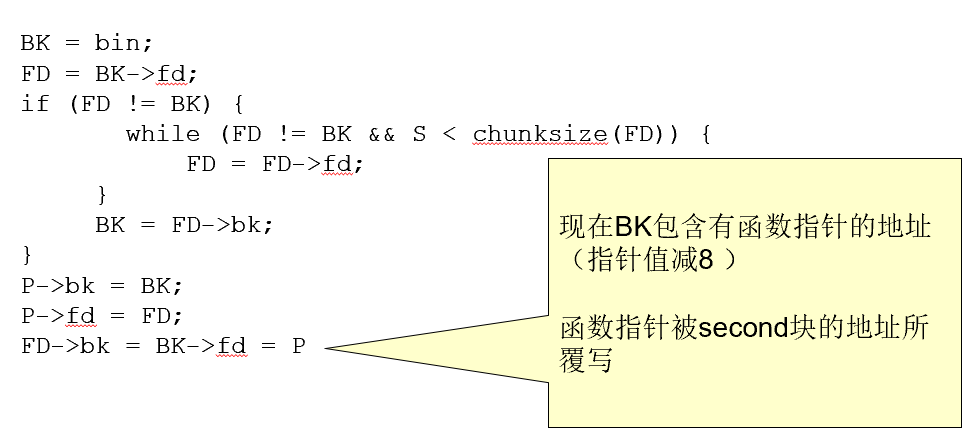 BK = bin;
FD = BK->fd;
if (FD != BK) {
while (FD != BK && S < chunksize(FD)) {
FD = FD->fd;
}
BK = FD->bk;
}
P->bk = BK;
P->fd = FD;
FD->bk = BK->fd = P
现在BK包含有函数指针的地址
（指针值减8 ）
函数指针被second块的地址所
覆写